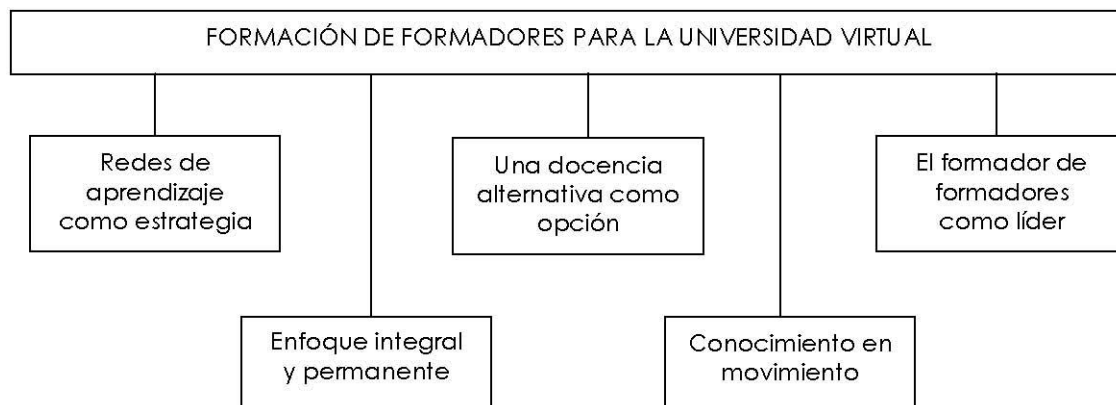 FORMACIÓN DE FORMADORES PARA LA UNIVERSIDAD VIRTUAL
Redes de
aprendizaje
como estrategia
Una docencia
alternativa como
opción
El formador de
formadores
como líder
Enfoque integral
y permanente
Conocimiento en
movimiento